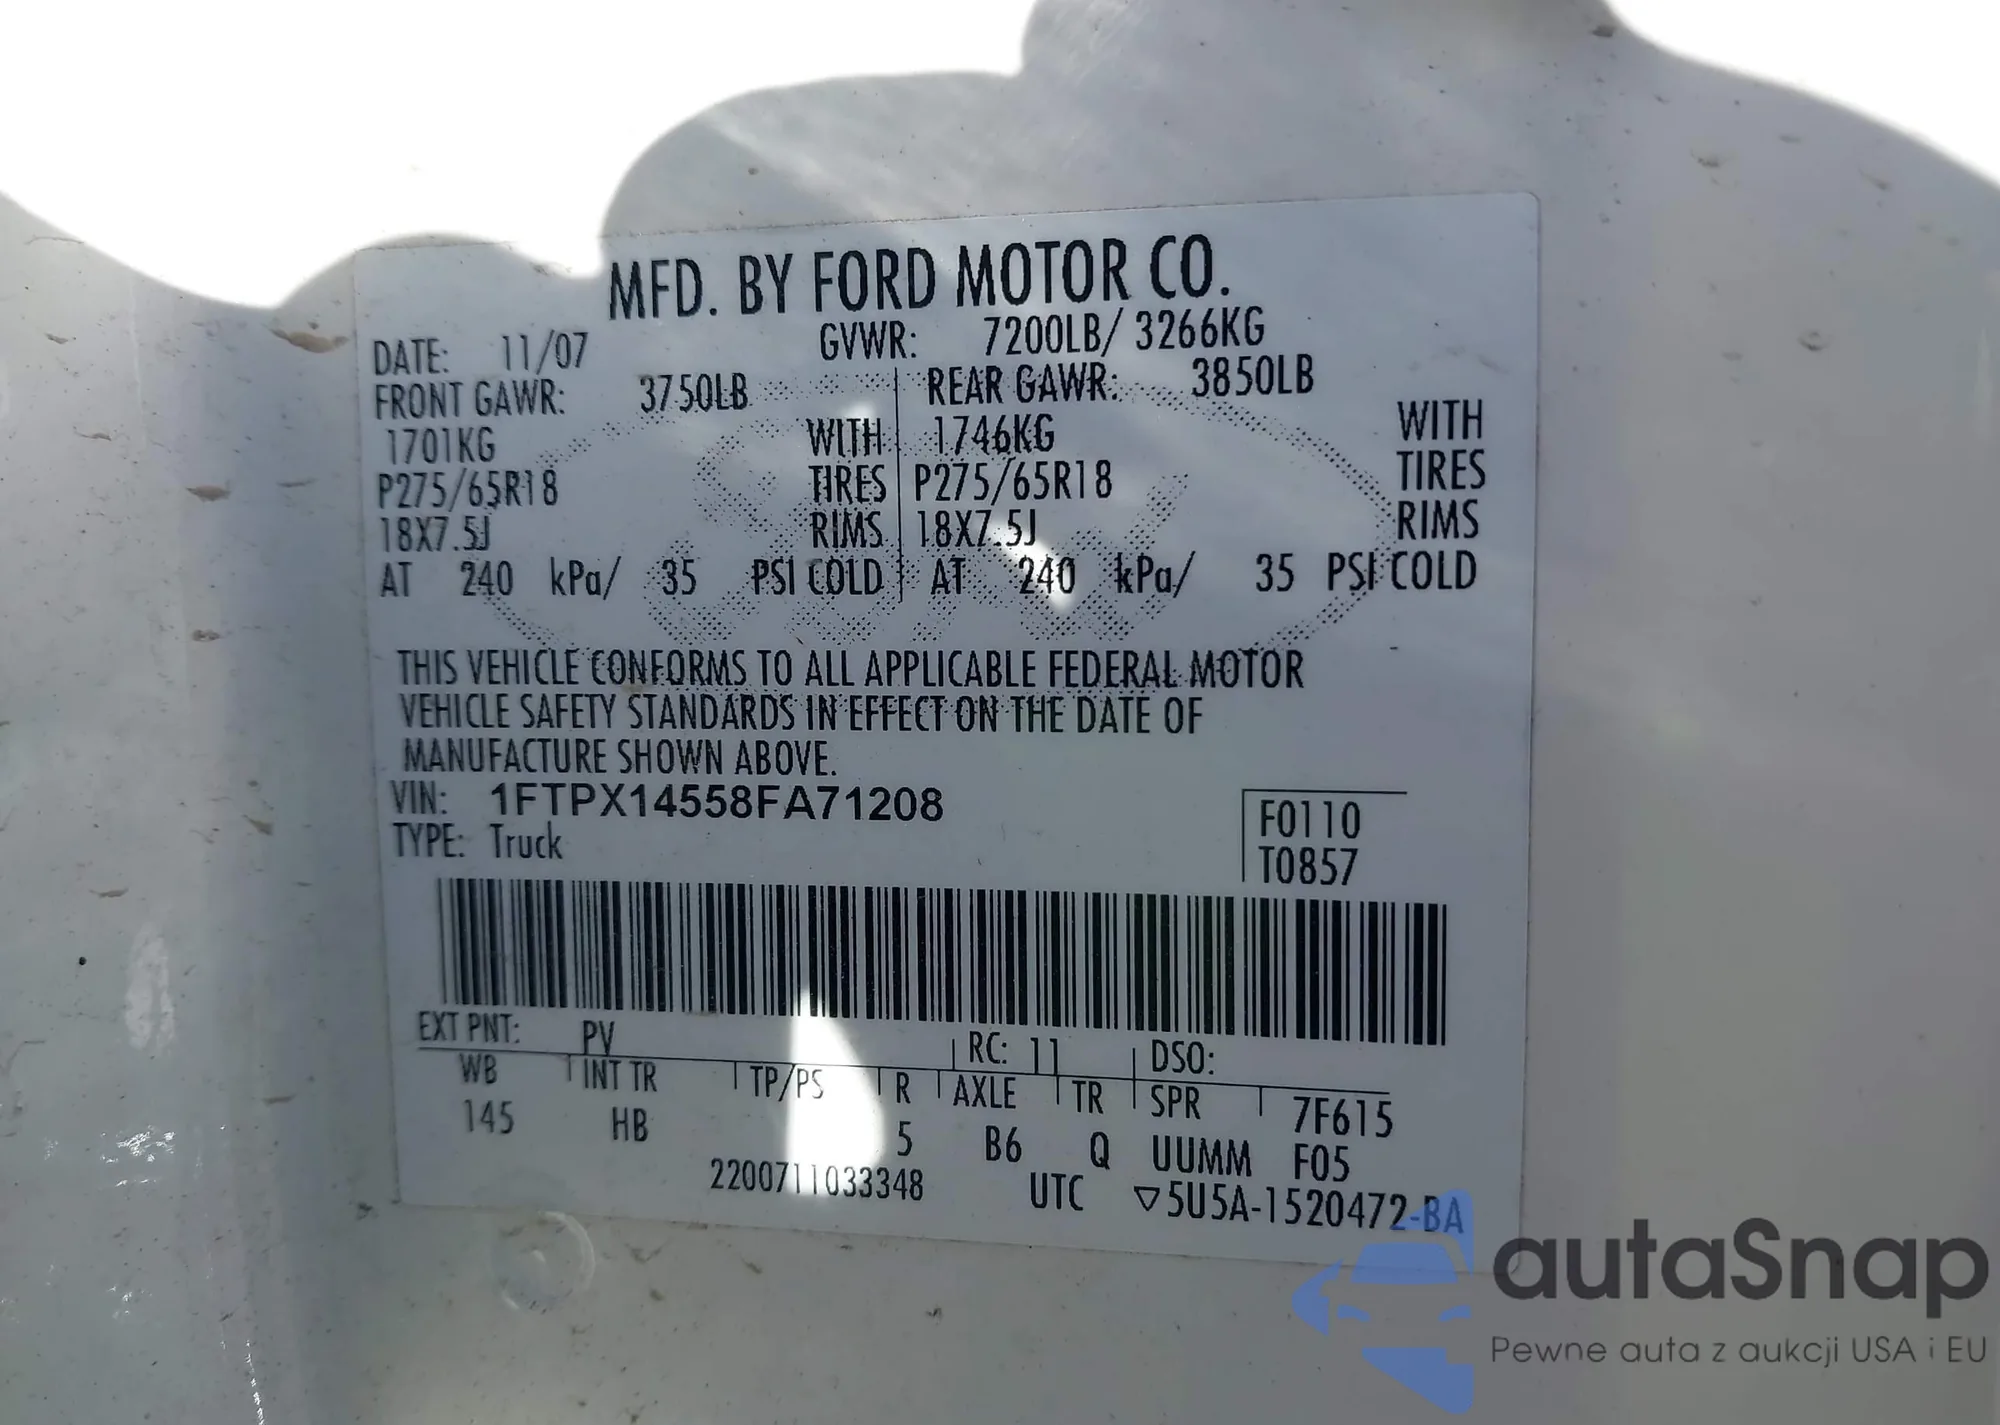 MFD. BY FORD MOTOR CO.
DATE: 11/07 GVWR: 7200LB/ 3266KG
FRONT GAWR: 3750LB REAR GAWR: 3850LB
1701KG WITH 1746KG WITH
P275/65R18 TIRES P275/65R18 TIRES
18X7.5J RIMS 18X7.5J RIMS
AT 240 kPa/ 35 PSI COLD AT 240 kPa/ 35 PSI COLD
THIS VEHICLE CONFORMS TO ALL APPLICABLE FEDERAL MOTOR
VEHICLE SAFETY STANDARDS IN EFFECT ON THE DATE OF
MANUFACTURE SHOWN ABOVE.
VIN: 1FTPX14558FA71208 F0110
TYPE: Truck T0857
EXT PNT: PV RC: 11 DSO:
WB INT TR TP/PS R AXLE TR SPR 7F615
145 HB 5 B6 Q UUMM F05
2200711033348 UTC ▽5U5A-1520472-BA
autaSnap
Pewne auta z aukcji USA i EU